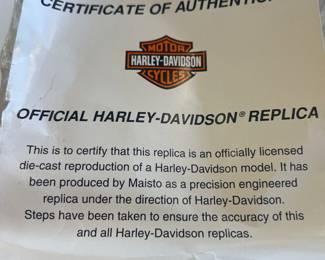 CERTIFICATE OF
MOTOR
HARLEY-DAVIDSON
CYCLES
OFFICIAL HARLEY-DAVIDSON® REPLICA
This is to certify that this replica is an officially licensed
die-cast reproduction of a Harley-Davidson model. It has
been produced by Maisto as a precision engineered
replica under the direction of Harley-Davidson.
Steps have been taken to ensure the accuracy of this
and all Harley-Davidson replicas.